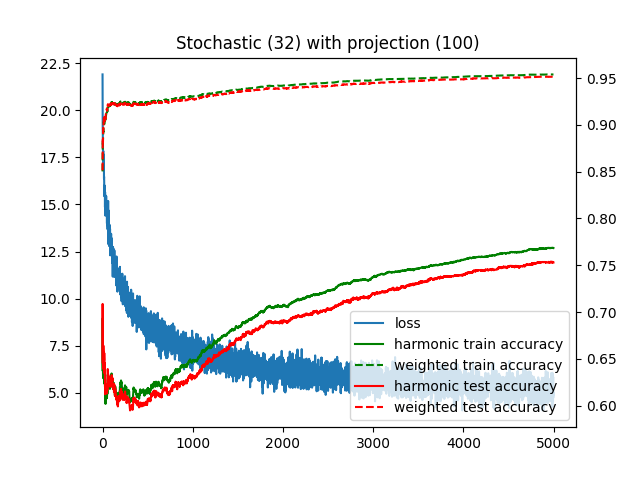 Stochastic (32) with projection (100)
22.5
20.0
17.5
15.0
12.5
10.0
7.5
5.0
0.95
0.90
0.85
0.80
0.75
0.70
0.65
0.60
loss
harmonic train accuracy
weighted train accuracy
harmonic test accuracy
weighted test accuracy
0 1000 2000 3000 4000 5000